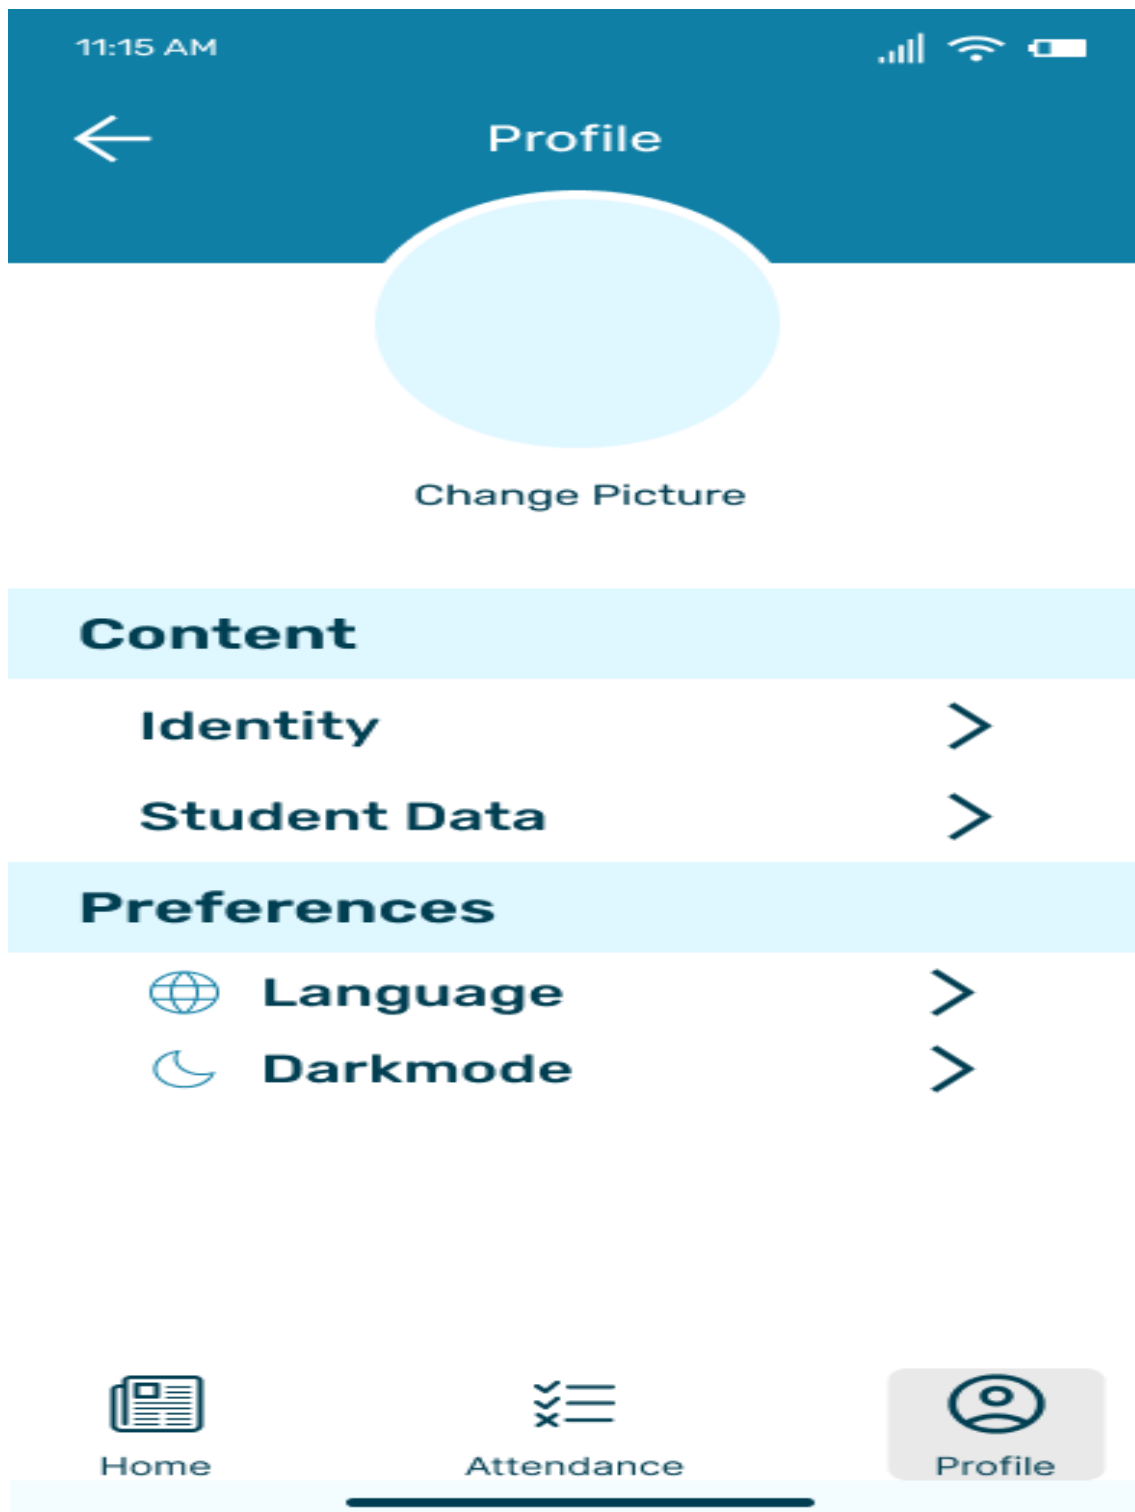 11:15 AM
Profile
Change Picture
Content
Identity
Student Data
Preferences
Language
Darkmode
Home
Attendance
Profile